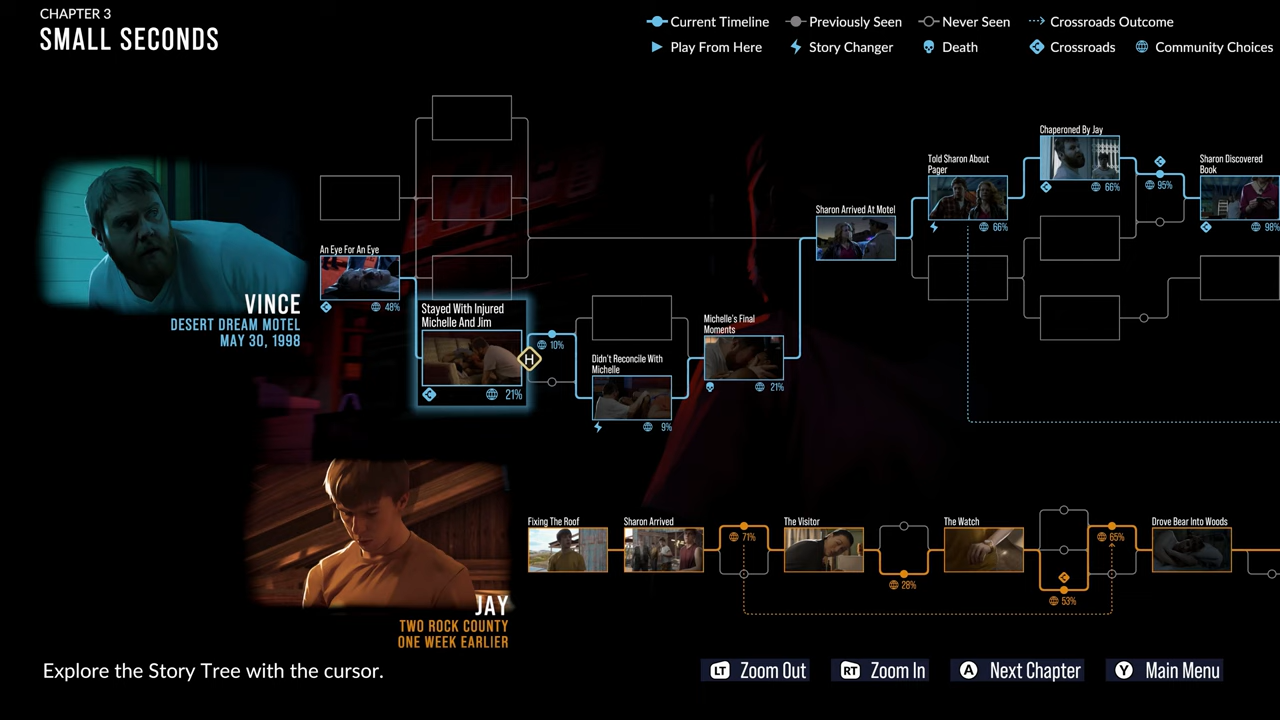 CHAPTER 3
SMALL SECONDS
Current Timeline
Previously Seen
Never Seen
Crossroads Outcome
Play From Here
Story Changer
Death
Crossroads
Community Choices
VINCE
DESERT DREAM MOTEL
MAY 30, 1998
An Eye For An Eye
48%
Stayed With Injured
Michelle And Jim
21%
H
10%
Didn't Reconcile With
Michelle
9%
Michelle's Final
Moments
21%
Sharon Arrived At Motel
Told Sharon About
Pager
66%
Chaperoned By Jay
66%
95%
Sharon Discovered
Book
98%
JAY
TWO ROCK COUNTY
ONE WEEK EARLIER
Fixing The Roof
Sharon Arrived
71%
The Visitor
28%
The Watch
53%
65%
Drove Bear Into Woods
Explore the Story Tree with the cursor.
LT Zoom Out
RT Zoom In
A Next Chapter
Y Main Menu